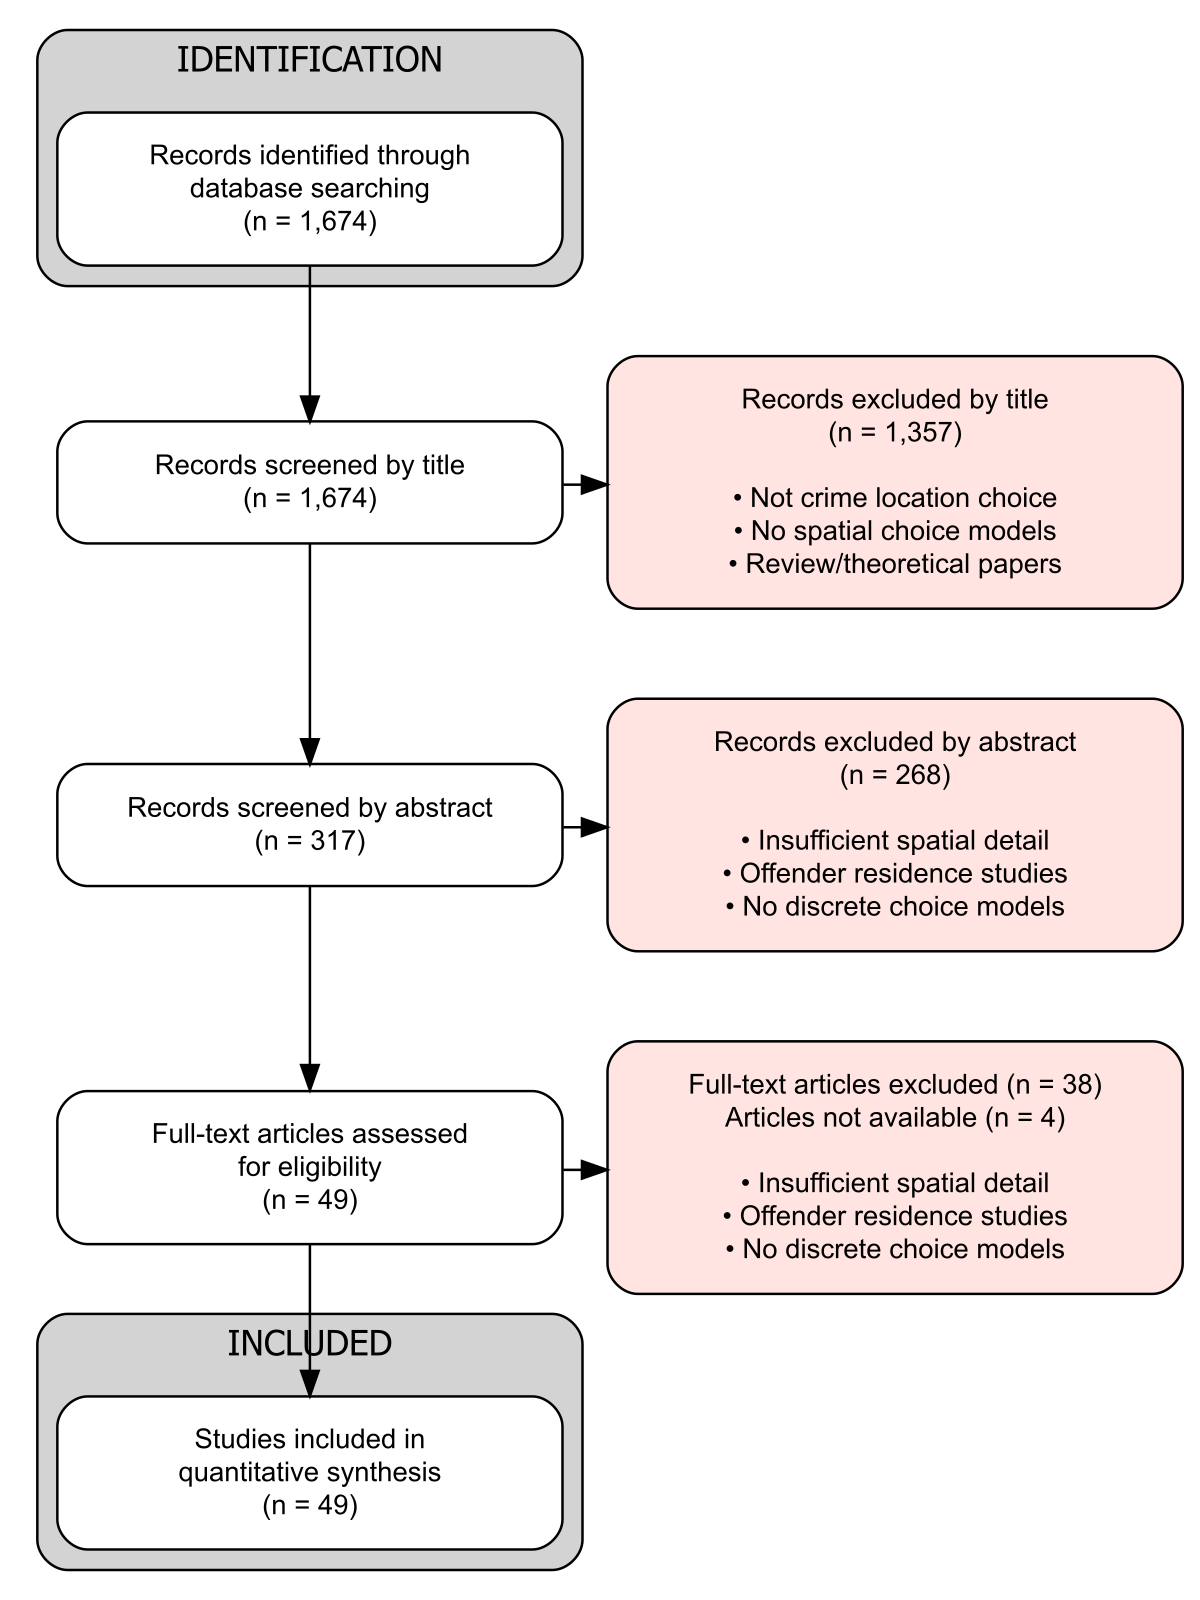 IDENTIFICATION
Records identified through
database searching
(n = 1,674)
Records screened by title
(n = 1,674)
Records excluded by title
(n = 1,357)
• Not crime location choice
• No spatial choice models
• Review/theoretical papers
Records screened by abstract
(n = 317)
Records excluded by abstract
(n = 268)
• Insufficient spatial detail
• Offender residence studies
• No discrete choice models
Full-text articles assessed
for eligibility
(n = 49)
Full-text articles excluded (n = 38)
Articles not available (n = 4)
• Insufficient spatial detail
• Offender residence studies
• No discrete choice models
INCLUDED
Studies included in
quantitative synthesis
(n = 49)